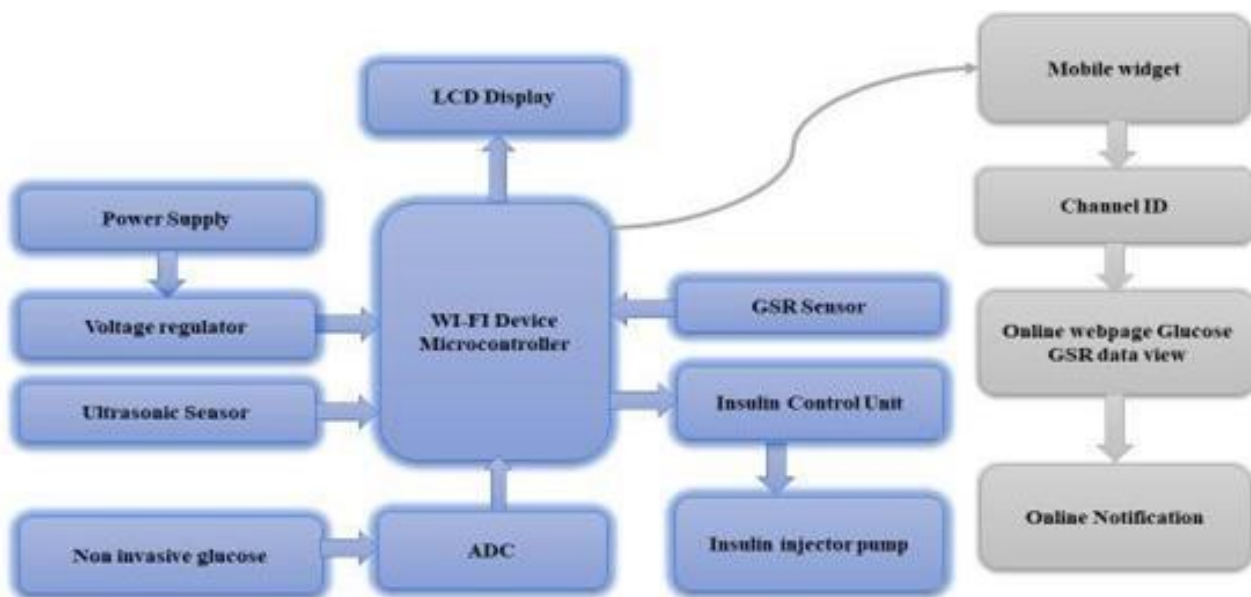 Mobile widget
LCD Display
Power Supply
Channel ID
Voltage regulator
WI-FI Device
Microcontroller
GSR Sensor
Online webpage Glucose
GSR data view
Ultrasonic Sensor
Insulin Control Unit
Non invasive glucose
ADC
Insulin injector pump
Online Notification